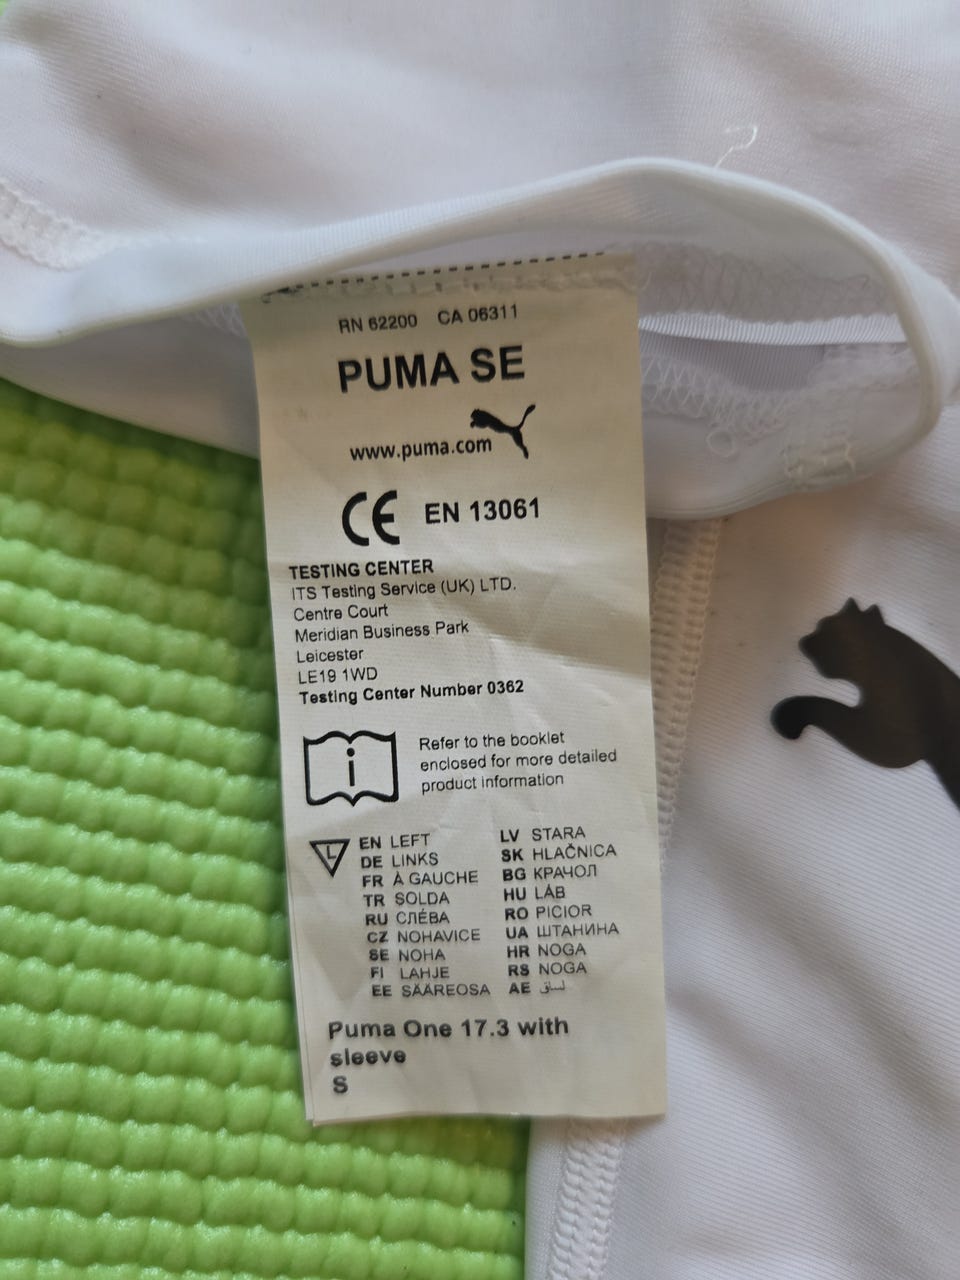 RN 62200 CA 06311
PUMA SE
www.puma.com
CE EN 13061
TESTING CENTER
ITS Testing Service (UK) LTD.
Centre Court
Meridian Business Park
Leicester
LE19 1WD
Testing Center Number 0362
i
Refer to the booklet
enclosed for more detailed
product information
L
EN LEFT
DE LINKS
FR À GAUCHE
TR SOLDA
RU СЛЕ́ВА
CZ NOHAVICE
SE NOHA
FI LAHJE
EE SÄÄREOSA
LV STARA
SK HLAČNICA
BG КРАЧОЛ
HU LÁB
RO PICIOR
UA ШТАНИНА
HR NOGA
RS NOGA
AE
Puma One 17.3 with
sleeve
S